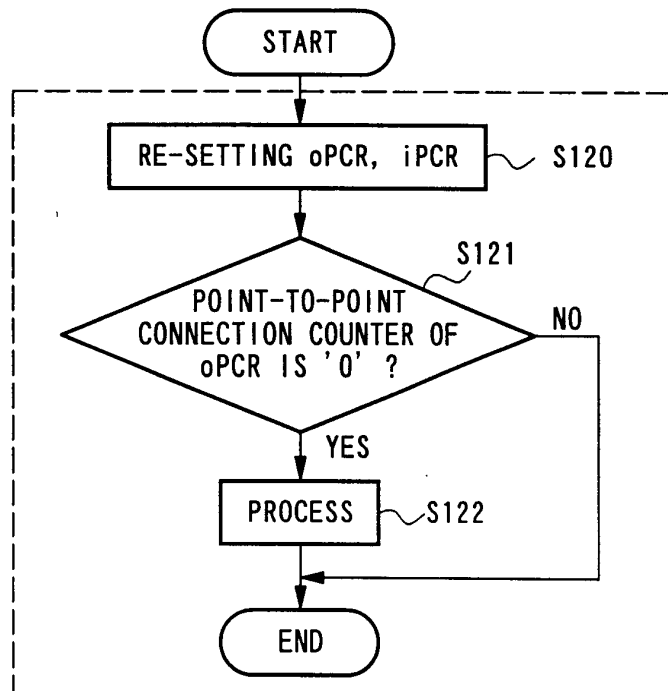 START
RE-SETTING oPCR, iPCR
S120
S121
POINT-TO-POINT
CONNECTION COUNTER OF
oPCR IS '0' ?
NO
YES
PROCESS
S122
END